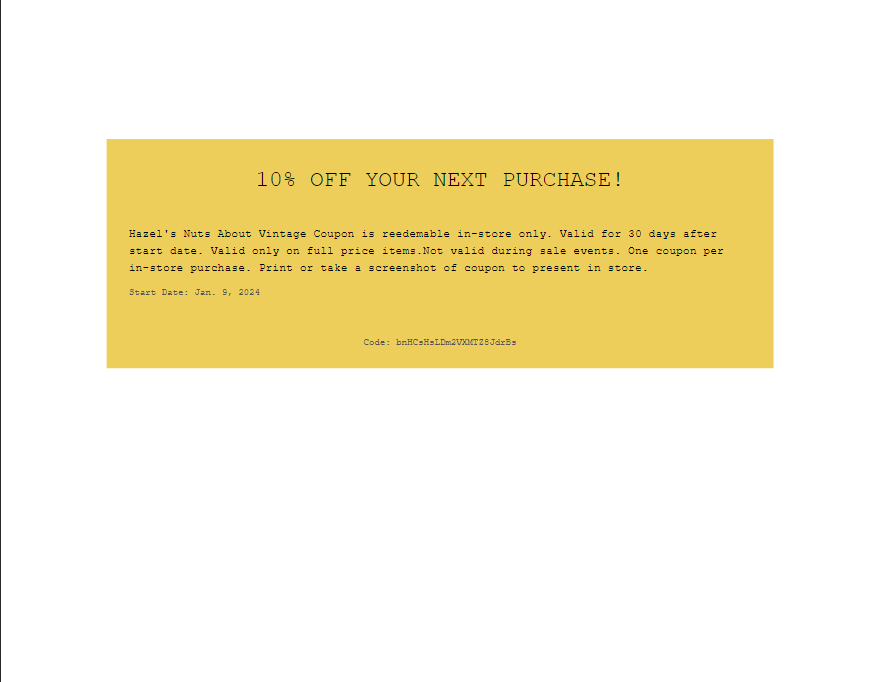 10% OFF YOUR NEXT PURCHASE!
Hazel's Nuts About Vintage Coupon is reedemable in-store only. Valid for 30 days after
start date. Valid only on full price items.Not valid during sale events. One coupon per
in-store purchase. Print or take a screenshot of coupon to present in store.
Start Date: Jan. 9, 2024
Code: bnHCsHsLDm2VXMTZ8JdrBs